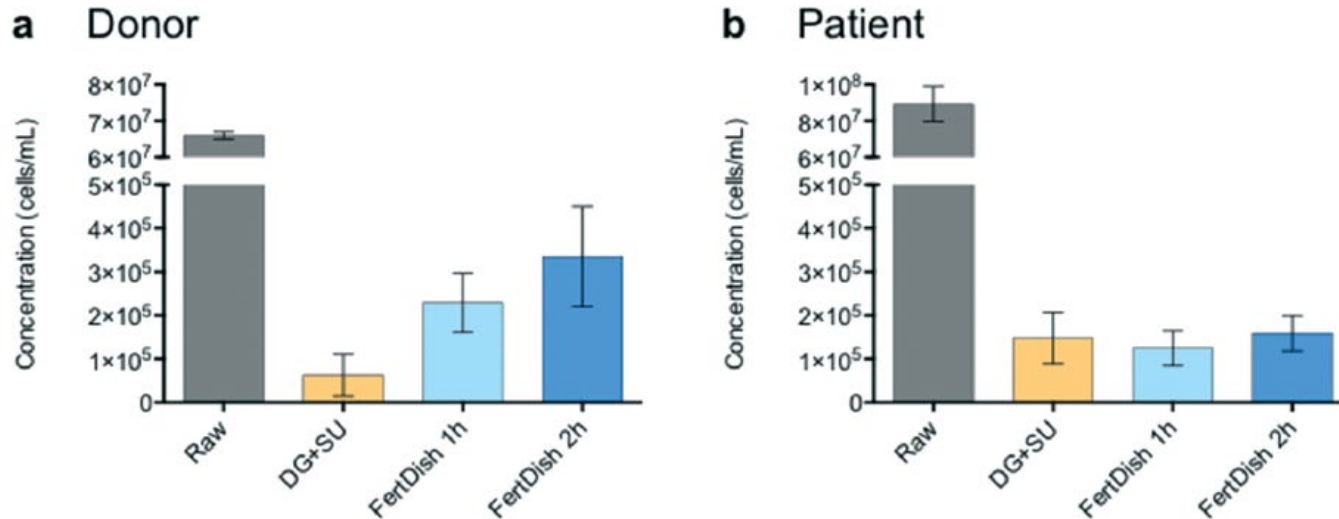 a Donor
Concentration (cells/mL)
8×10⁷
7×10⁷
6×10⁷
5×10⁵
4×10⁵
3×10⁵
2×10⁵
1×10⁵
0
Raw
DG+SU
FertDish 1h
FertDish 2h
b Patient
Concentration (cells/mL)
1×10⁸
8×10⁷
6×10⁷
5×10⁵
4×10⁵
3×10⁵
2×10⁵
1×10⁵
0
Raw
DG+SU
FertDish 1h
FertDish 2h